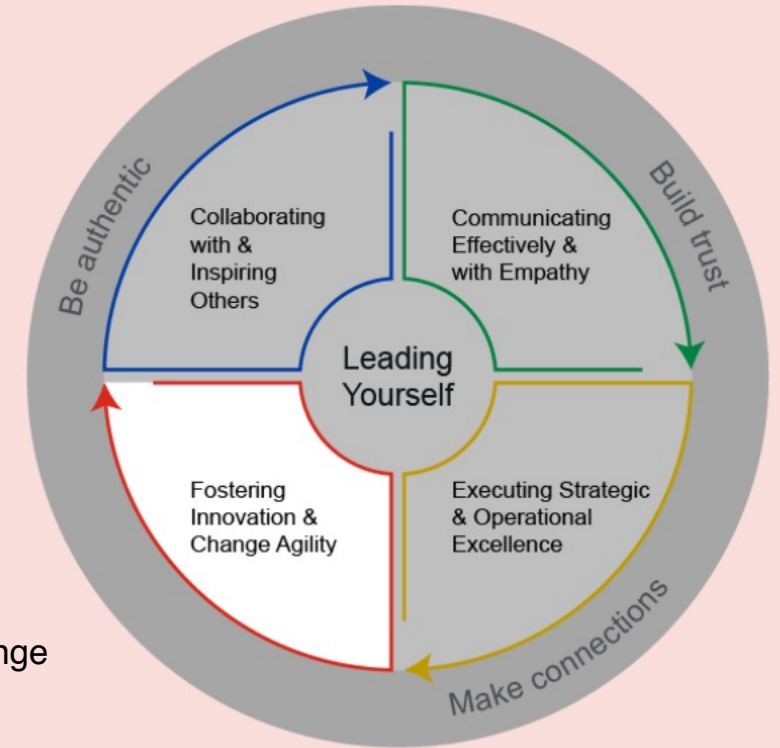 Be authentic
Build trust
Collaborating
with &
Inspiring
Others
Communicating
Effectively &
with Empathy
Leading
Yourself
Fostering
Innovation &
Change Agility
Executing Strategic
& Operational
Excellence
Make connections